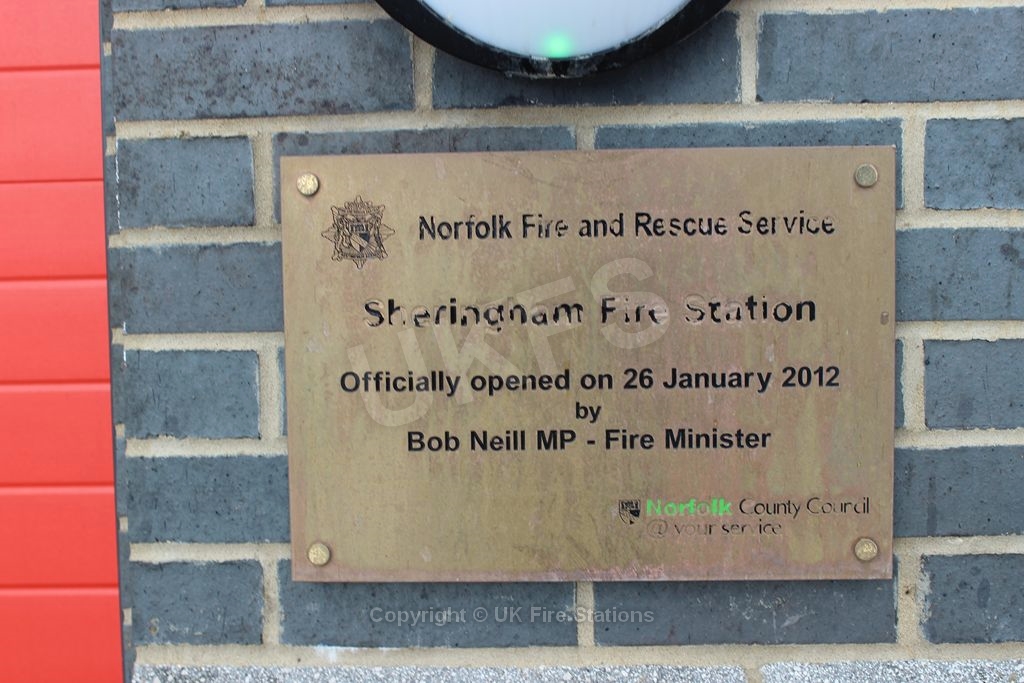 Norfolk Fire and Rescue Service
Sheringham Fire Station
UKFS
Officially opened on 26 January 2012
by
Bob Neill MP - Fire Minister
Norfolk County Council
@ your service
Copyright © UK Fire Stations